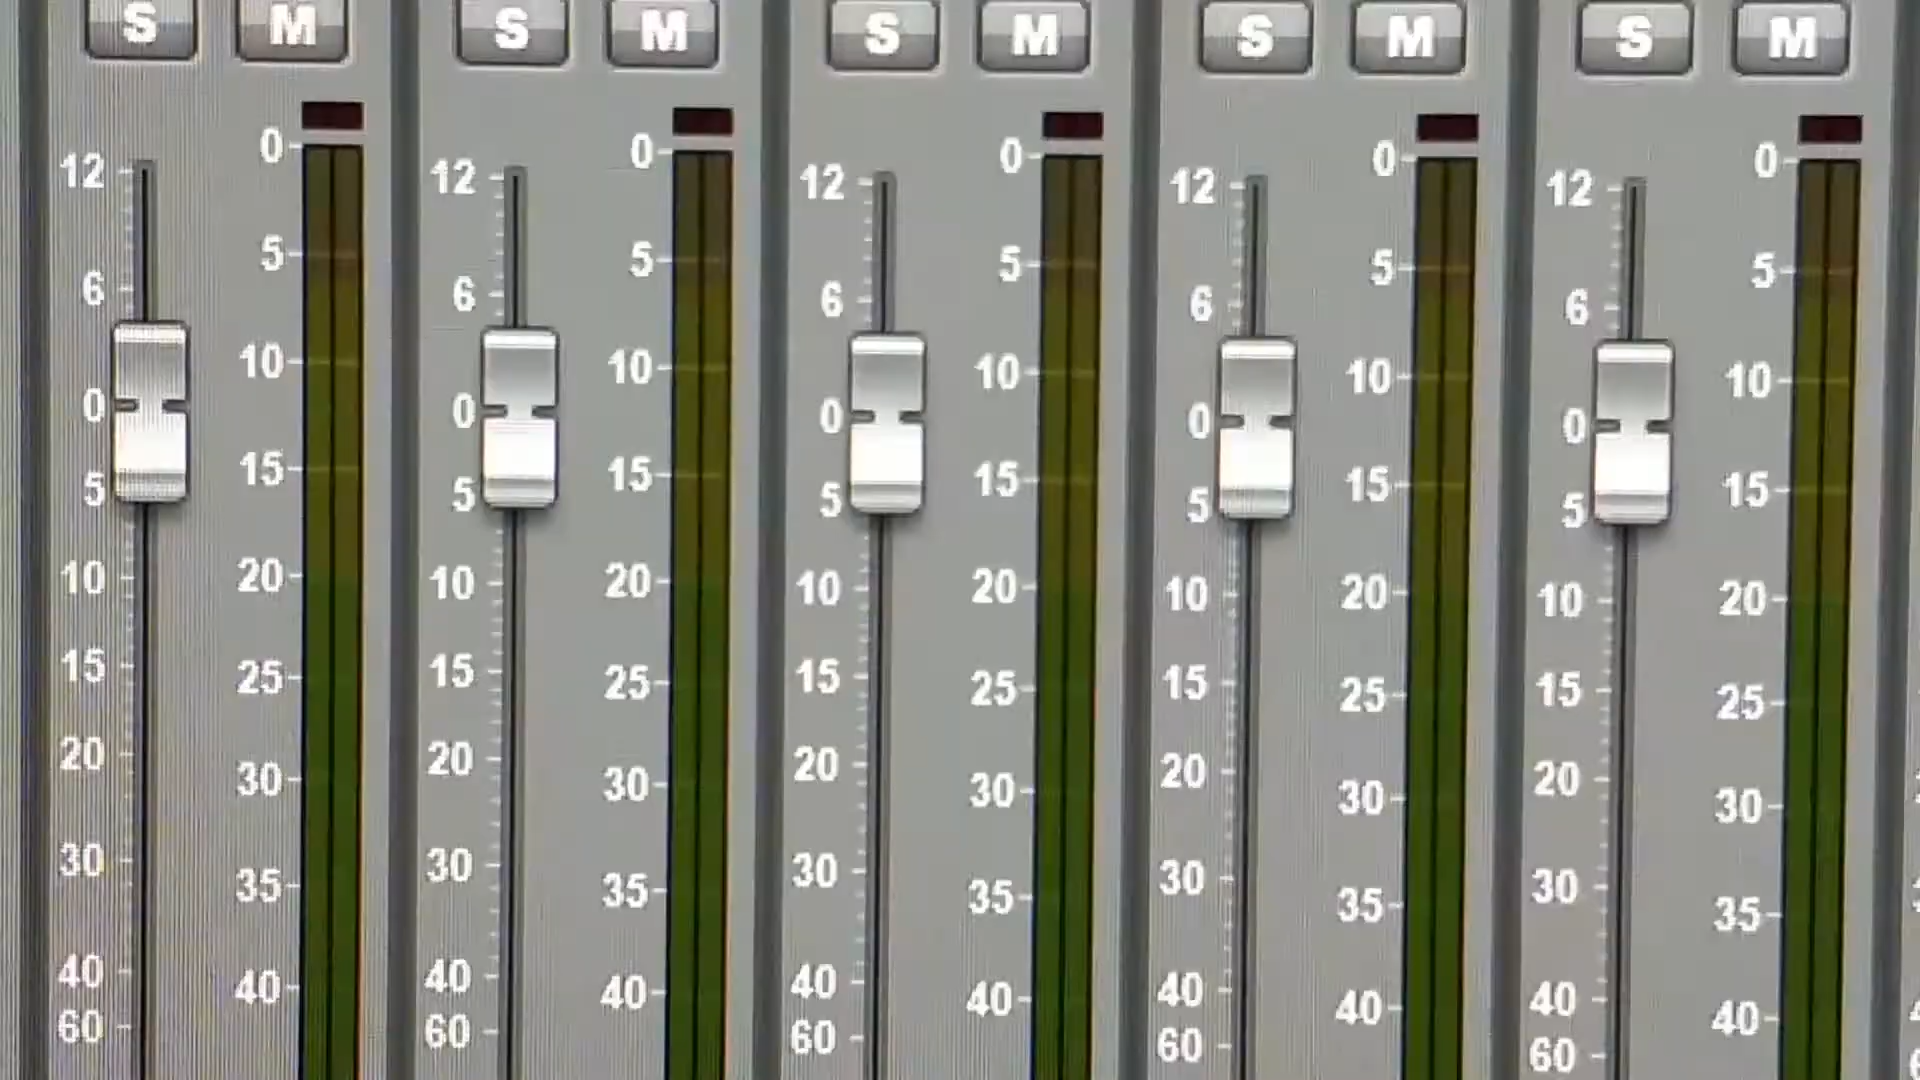 S M S M S M S M S M
0 0 0 0 0
12 12 12 12 12
5 5 5 5 5
6 6 6 6 6
10 10 10 10 10
0 0 0 0 0
15 15 15 15 15
5 5 5 5 5
10 20 10 20 10 20 10 20 10 20
15 25 15 25 15 25 15 25 15 25
20 30 20 30 20 30 20 30 20 30
30 35 30 35 30 35 30 35 30 35
40 40 40 40 40 40 40 40 40 40
60 60 60 60 60